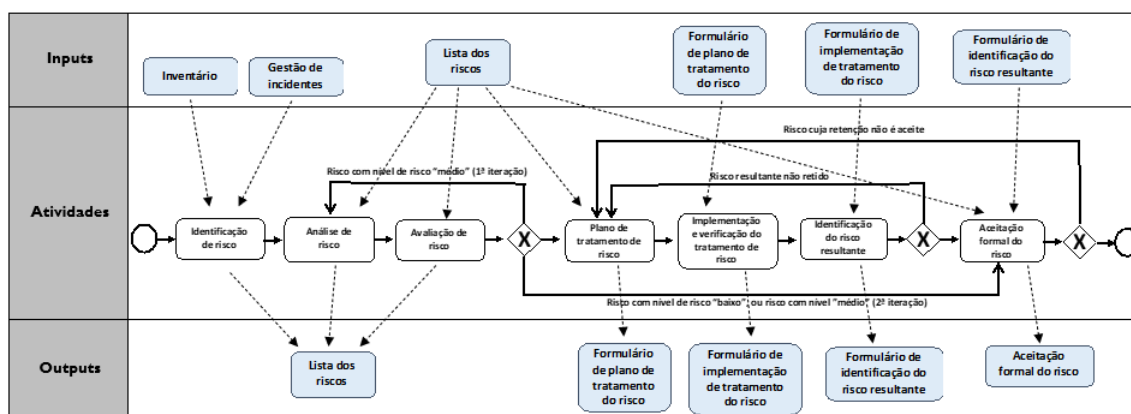 Inputs
Inventário
Gestão de
incidentes
Lista dos
riscos
Formulário
de plano de
tratamento
do risco
Formulário de
implementação
de tratamento
do risco
Formulário de
identificação do
risco resultante
Atividades
Risco cuja retenção não é aceite
Risco com nível de risco "médio" (1ª iteração)
Risco resultante não retido
Identificação
de risco
Análise de
risco
Avaliação de
risco
X
Plano de
tratamento de
risco
Implementação
e verificação do
tratamento de
risco
Identificação
do risco
resultante
X
Aceitação
formal do
risco
X
Risco com nível de risco "baixo", ou risco com nível "médio" (2ª iteração)
Outputs
Lista dos
riscos
Formulário
de plano de
tratamento
do risco
Formulário de
implementação
de tratamento
do risco
Formulário de
identificação do
risco resultante
Aceitação
formal do risco